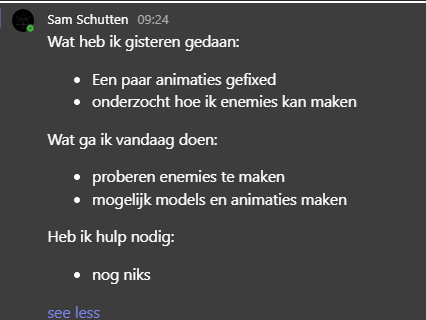 Sam Schutten 09:24
Wat heb ik gisteren gedaan:
• Een paar animaties gefixed
• onderzocht hoe ik enemies kan maken
Wat ga ik vandaag doen:
• proberen enemies te maken
• mogelijk models en animaties maken
Heb ik hulp nodig:
• nog niks
see less